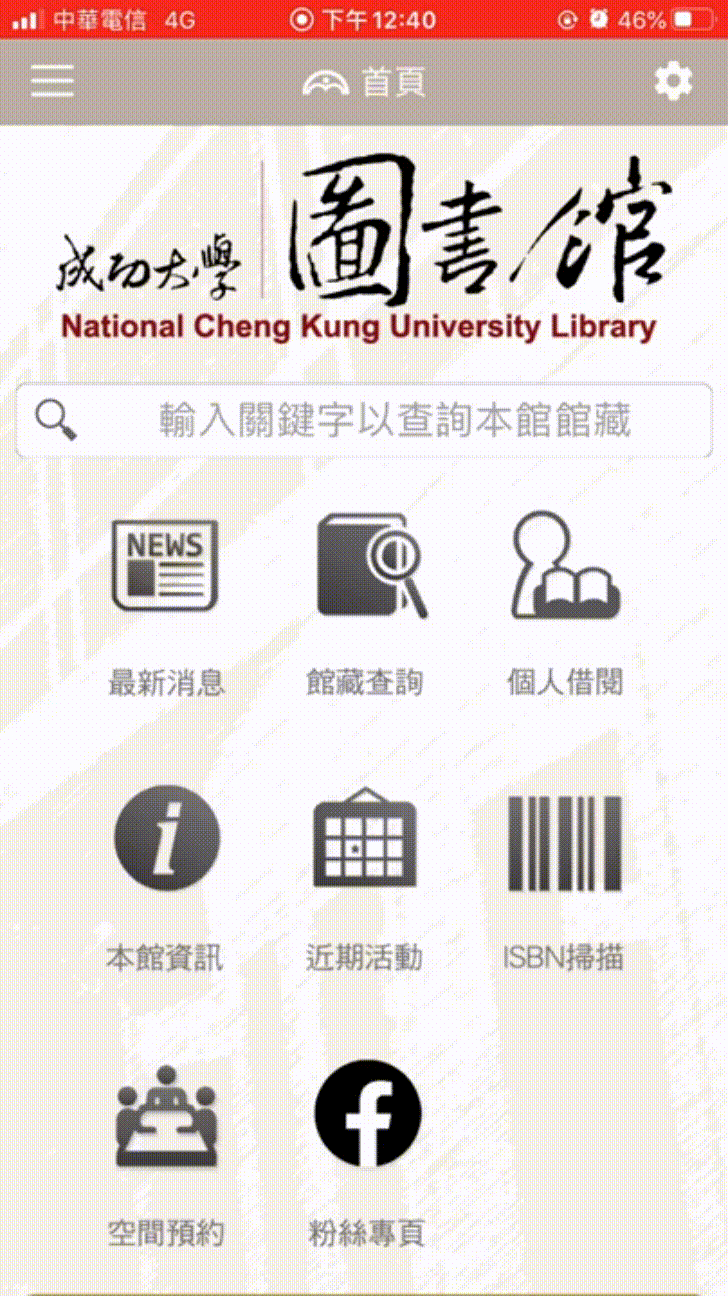 中華電信 4G 下午12:40 46%
首頁
成功大學 圖書館
National Cheng Kung University Library
輸入關鍵字以查詢本館館藏
NEWS
最新消息 館藏查詢 個人借閱
i
本館資訊 近期活動 ISBN掃描
f
空間預約 粉絲專頁